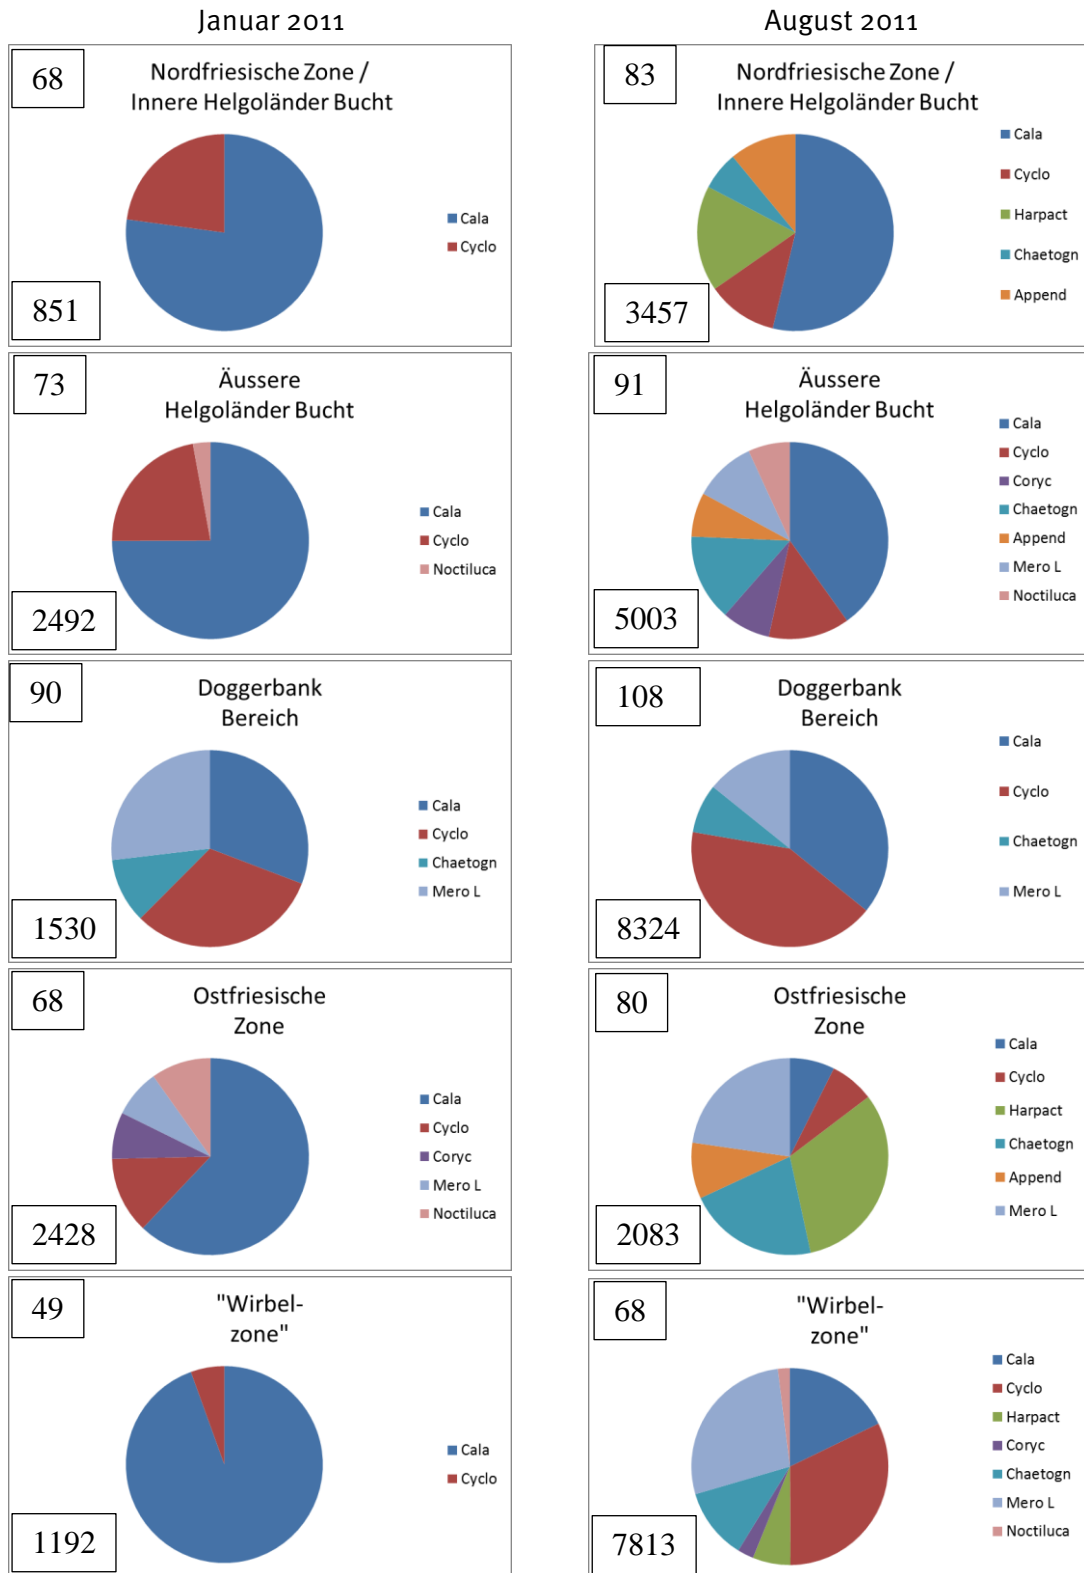 Januar 2011
August 2011
68
Nordfriesische Zone /
Innere Helgoländer Bucht
Cala
Cyclo
851
83
Nordfriesische Zone /
Innere Helgoländer Bucht
Cala
Cyclo
Harpact
Chaetogn
Append
3457
73
Äussere
Helgoländer Bucht
Cala
Cyclo
Noctiluca
2492
91
Äussere
Helgoländer Bucht
Cala
Cyclo
Coryc
Chaetogn
Append
Mero L
Noctiluca
5003
90
Doggerbank
Bereich
Cala
Cyclo
Chaetogn
Mero L
1530
108
Doggerbank
Bereich
Cala
Cyclo
Chaetogn
Mero L
8324
68
Ostfriesische
Zone
Cala
Cyclo
Coryc
Mero L
Noctiluca
2428
80
Ostfriesische
Zone
Cala
Cyclo
Harpact
Chaetogn
Append
Mero L
2083
49
"Wirbel-
zone"
Cala
Cyclo
1192
68
"Wirbel-
zone"
Cala
Cyclo
Harpact
Coryc
Chaetogn
Mero L
Noctiluca
7813